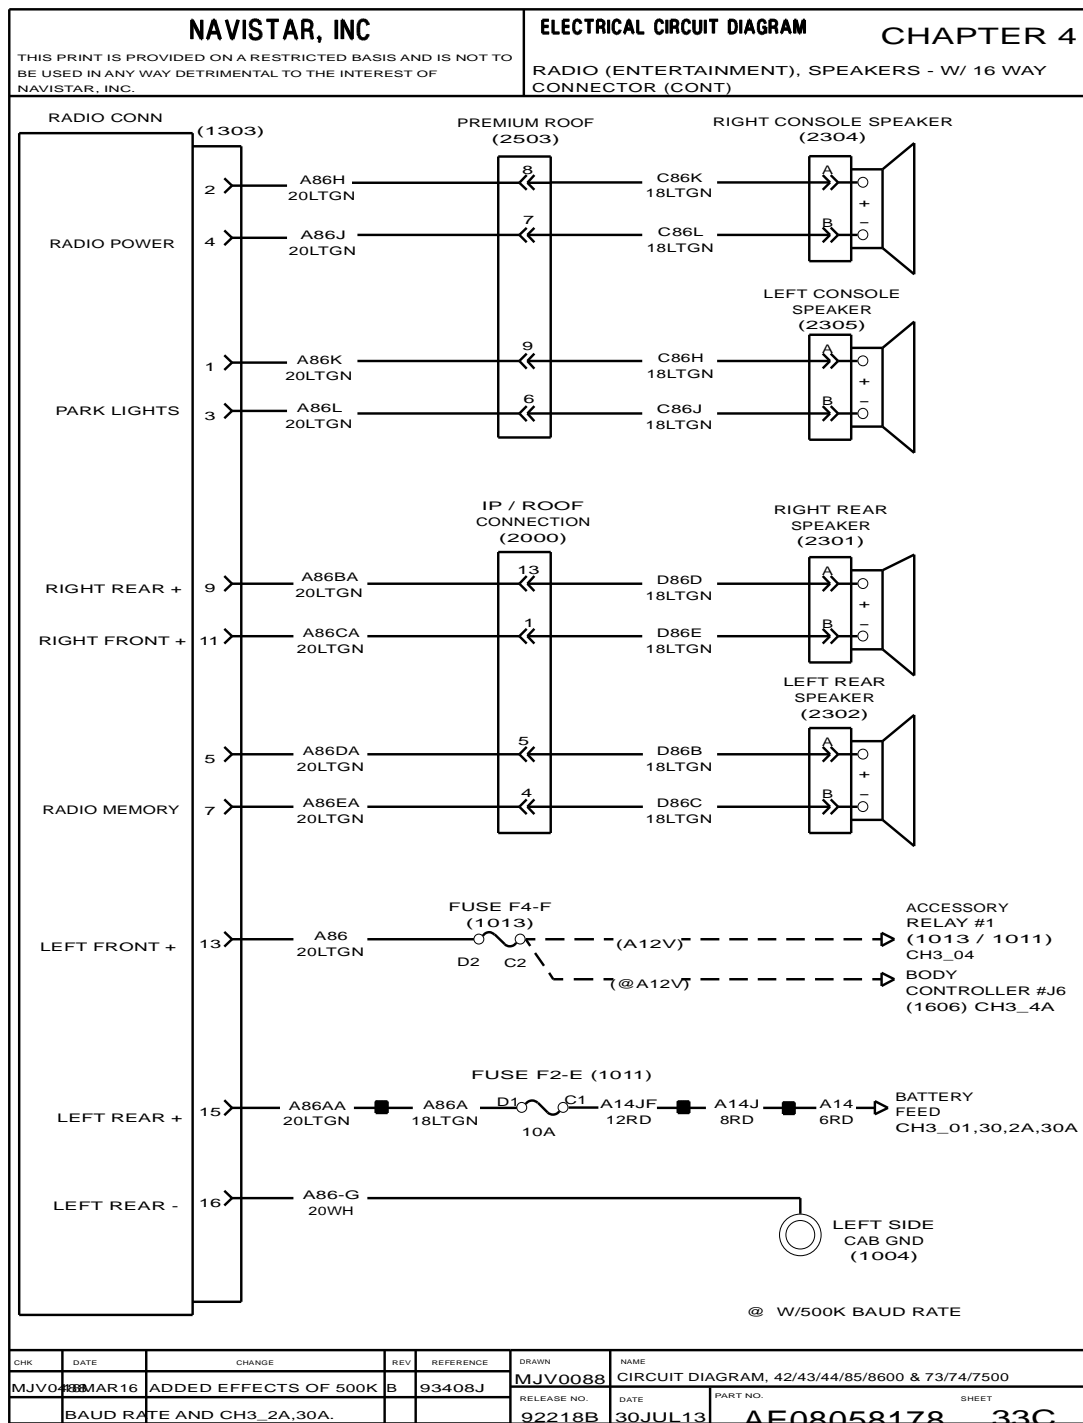 NAVISTAR, INC
THIS PRINT IS PROVIDED ON A RESTRICTED BASIS AND IS NOT TO
BE USED IN ANY WAY DETRIMENTAL TO THE INTEREST OF
NAVISTAR, INC.
ELECTRICAL CIRCUIT DIAGRAM
CHAPTER 4
RADIO (ENTERTAINMENT), SPEAKERS - W/ 16 WAY
CONNECTOR (CONT)
RADIO CONN
(1303)
PREMIUM ROOF
(2503)
RIGHT CONSOLE SPEAKER
(2304)
2
A86H
20LTGN
8
C86K
18LTGN
A
+
RADIO POWER
4
A86J
20LTGN
7
C86L
18LTGN
B
-
LEFT CONSOLE
SPEAKER
(2305)
1
A86K
20LTGN
9
C86H
18LTGN
A
+
PARK LIGHTS
3
A86L
20LTGN
6
C86J
18LTGN
B
-
IP / ROOF
CONNECTION
(2000)
RIGHT REAR
SPEAKER
(2301)
RIGHT REAR +
9
A86BA
20LTGN
13
D86D
18LTGN
A
+
RIGHT FRONT +
11
A86CA
20LTGN
1
D86E
18LTGN
B
-
LEFT REAR
SPEAKER
(2302)
5
A86DA
20LTGN
5
D86B
18LTGN
A
+
RADIO MEMORY
7
A86EA
20LTGN
4
D86C
18LTGN
B
-
LEFT FRONT +
13
A86
20LTGN
FUSE F4-F
(1013)
D2
C2
(A12V)
ACCESSORY
RELAY #1
(1013 / 1011)
CH3_04
(@A12V)
BODY
CONTROLLER #J6
(1606) CH3_4A
FUSE F2-E (1011)
LEFT REAR +
15
A86AA
20LTGN
A86A
18LTGN
D1
C1
10A
A14JF
12RD
A14J
8RD
A14
6RD
BATTERY
FEED
CH3_01,30,2A,30A
LEFT REAR -
16
A86-G
20WH
LEFT SIDE
CAB GND
(1004)
@ W/500K BAUD RATE
CHK DATE CHANGE REV REFERENCE
ADDED EFFECTS OF 500K B 93408J
BAUD RATE AND CH3_2A,30A.
DRAWN
MJV0088
NAME
CIRCUIT DIAGRAM, 42/43/44/85/8600 & 73/74/7500
RELEASE NO.
92218B
DATE
30JUL13
PART NO.
AE08058178
SHEET
33C